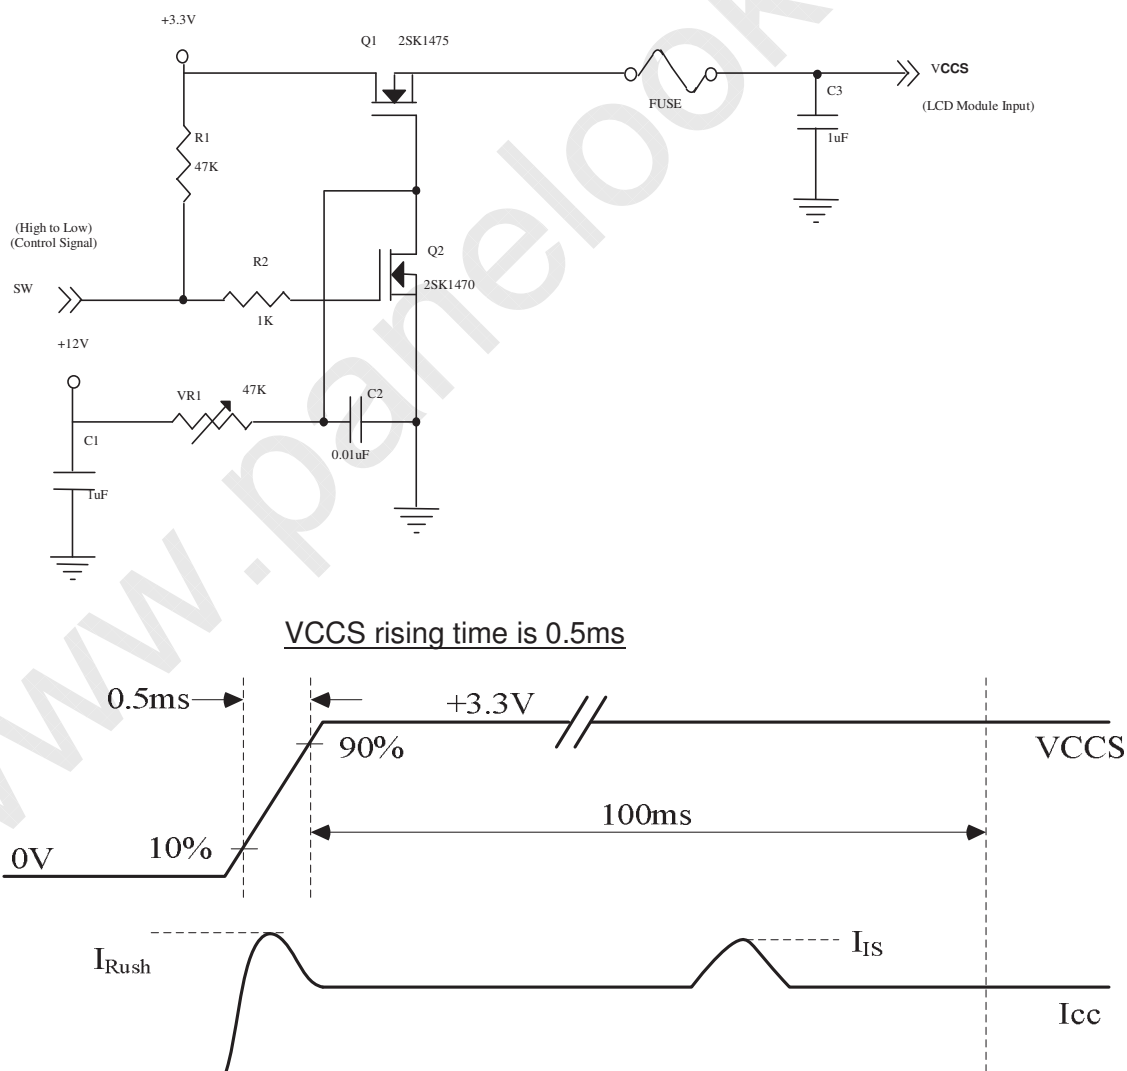 +3.3V
Q1 2SK1475
FUSE
VCCS
(LCD Module Input)
C3
1uF
R1
47K
(High to Low)
(Control Signal)
SW
R2
1K
Q2
2SK1470
+12V
VR1
47K
C2
0.01uF
C1
1uF
VCCS rising time is 0.5ms
0.5ms
+3.3V
90%
VCCS
100ms
10%
0V
IRush
IIS
Icc
www.panelook